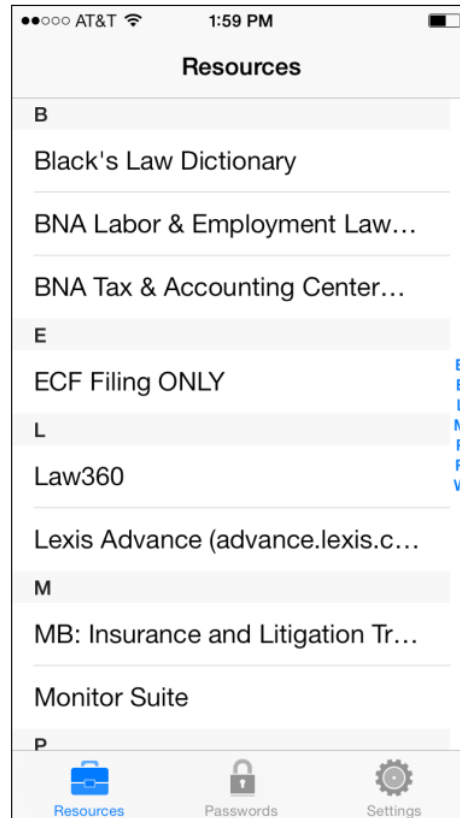 AT&T 1:59 PM
Resources
B
Black's Law Dictionary
BNA Labor & Employment Law...
BNA Tax & Accounting Center...
E
ECF Filing ONLY
L
Law360
Lexis Advance (advance.lexis.c...
M
MB: Insurance and Litigation Tr...
Monitor Suite
P
Resources Passwords Settings